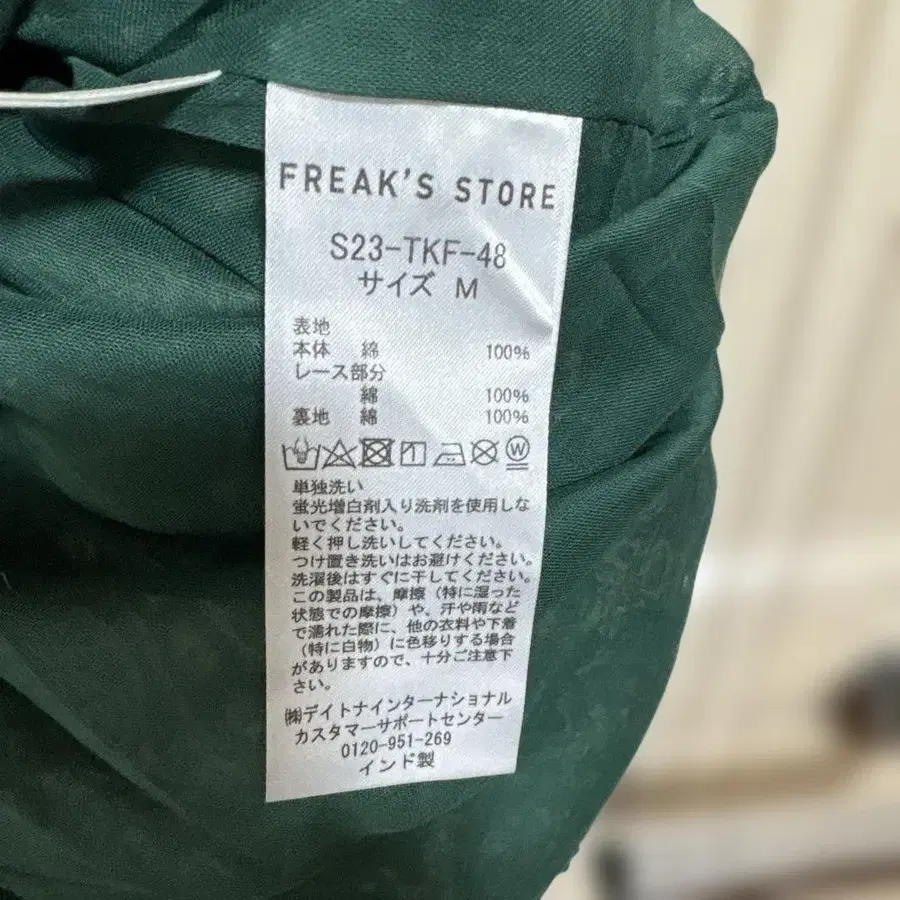 FREAK'S STORE
S23-TKF-48
サイズ M
表地
本体 綿 100%
レース部分
綿 100%
裏地 綿 100%
W
単独洗い
蛍光増白剤入り洗剤を使用しな
いでください。
軽く押し洗いしてください。
つけ置き洗いはお避けください。
洗濯後はすぐに干してください。
この製品は、摩擦（特に湿った
状態での摩擦）や、汗や雨など
で濡れた際に、他の衣料や下着
（特に白物）に色移りする場合
がありますので、十分ご注意下
さい。
㈱デイトナインターナショナル
カスタマーサポートセンター
0120-951-269
インド製